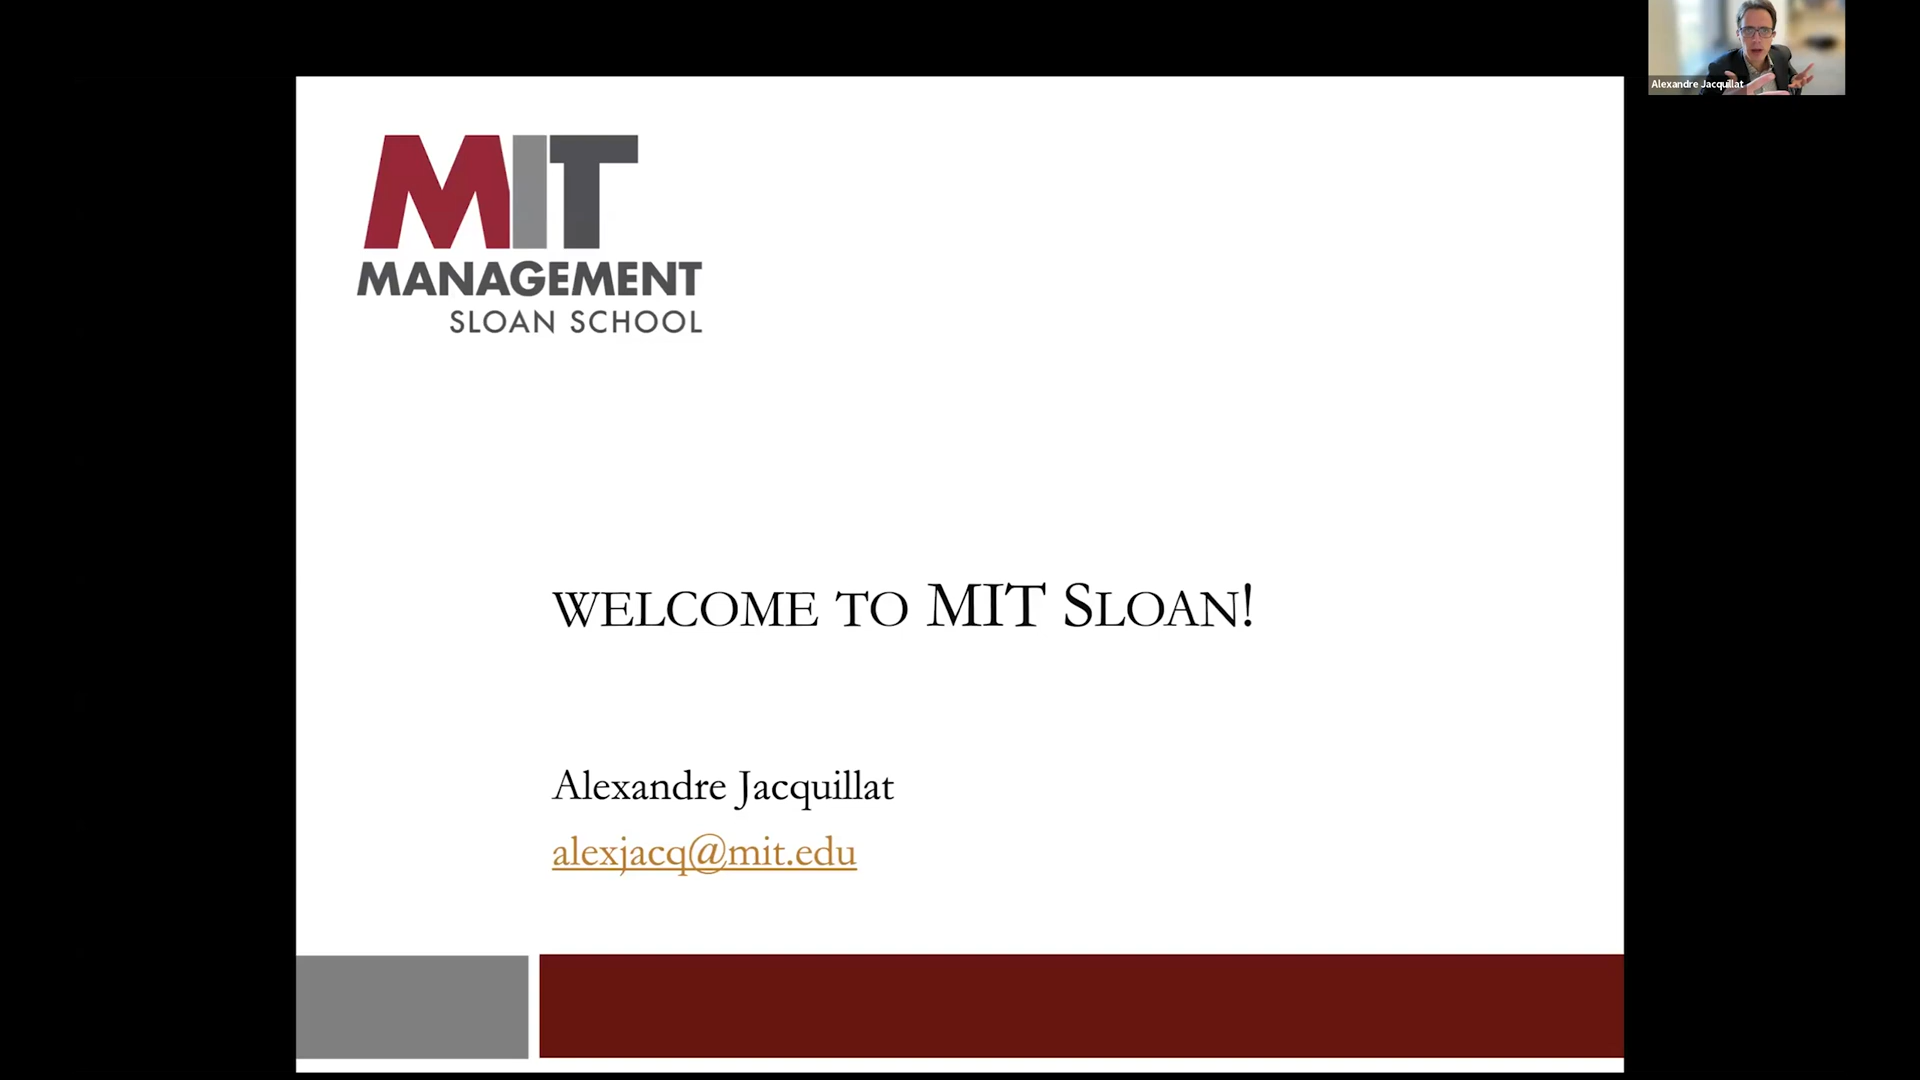 Alexandre Jacquillat
MIT
MANAGEMENT
SLOAN SCHOOL
WELCOME TO MIT SLOAN!
Alexandre Jacquillat
alexjacq@mit.edu